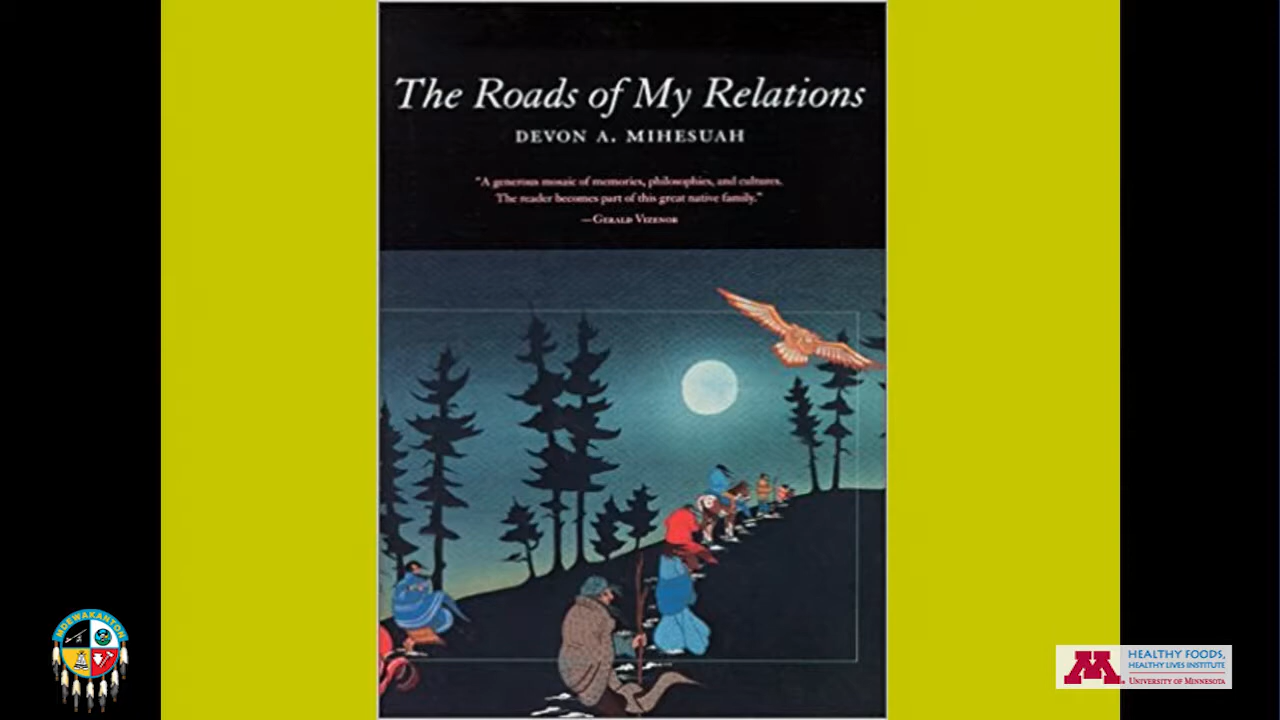 The Roads of My Relations
DEVON A. MIHESUAH
"A generous mosaic of memories, philosophies, and cultures.
The reader becomes part of this great native family."
—GERALD VIZENOR
MDEWAKANTON
M.
HEALTHY FOODS,
HEALTHY LIVES INSTITUTE
UNIVERSITY OF MINNESOTA